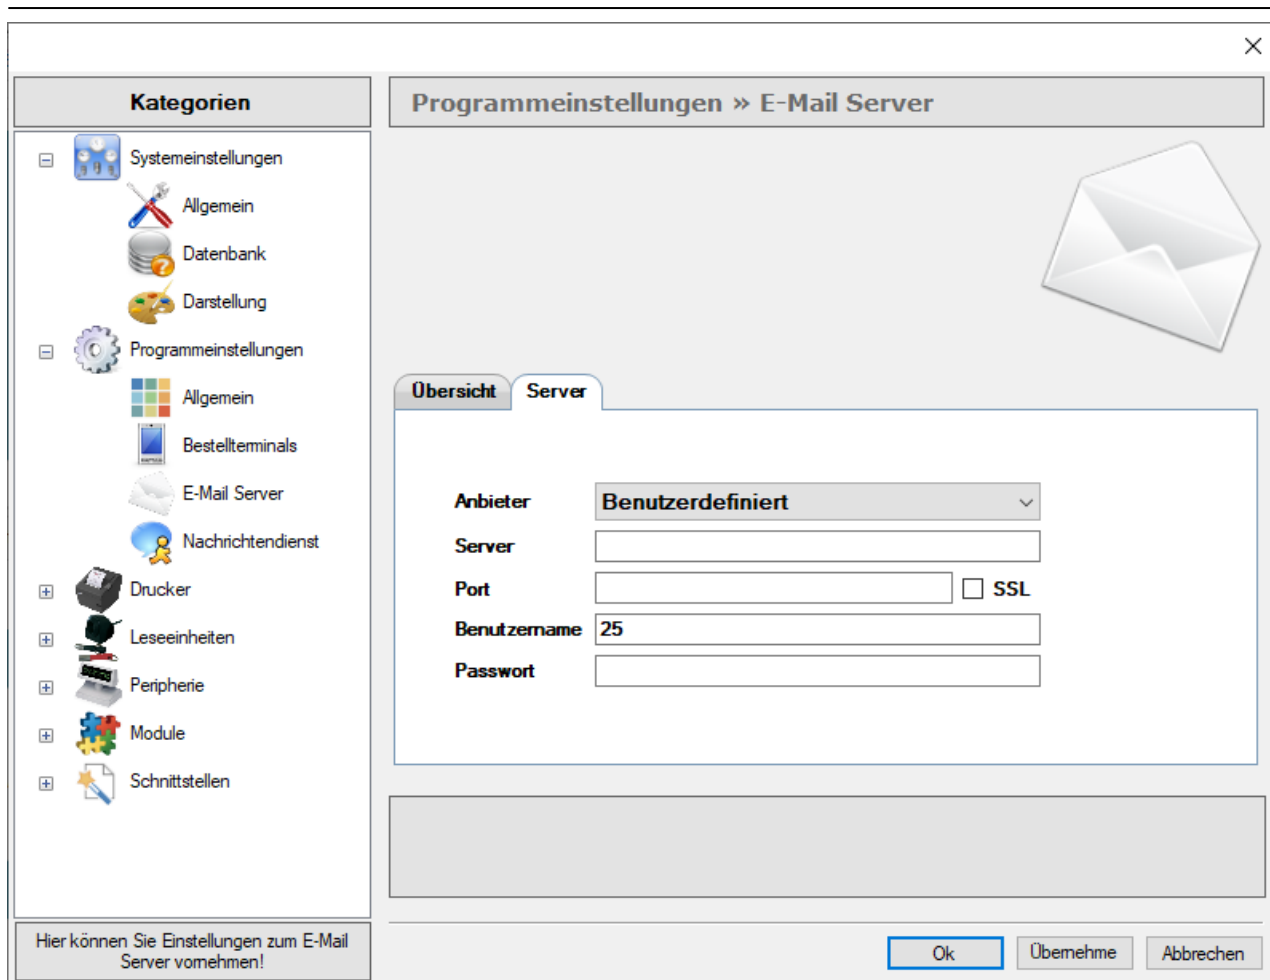 Kategorien
Systemeinstellungen
Allgemein
Datenbank
Darstellung
Programmeinstellungen
Allgemein
Bestellterminals
E-Mail Server
Nachrichtendienst
Drucker
Leseeinheiten
Peripherie
Module
Schnittstellen
Hier können Sie Einstellungen zum E-Mail
Server vornehmen!
Programmeinstellungen » E-Mail Server
Übersicht Server
Anbieter Benutzerdefiniert
Server
Port SSL
Benutzername 25
Passwort
Ok Übernehme Abbrechen